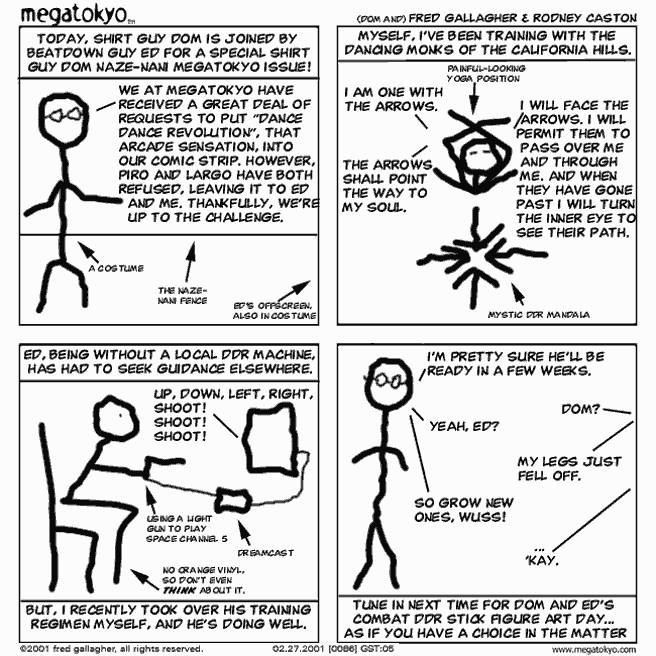 megatokyo™
(DOM AND) FRED GALLAGHER & RODNEY CASTON
TODAY, SHIRT GUY DOM IS JOINED BY
BEATDOWN GUY ED FOR A SPECIAL SHIRT
GUY DOM NAZE-NANI MEGATOKYO ISSUE!
WE AT MEGATOKYO HAVE
RECEIVED A GREAT DEAL OF
REQUESTS TO PUT "DANCE
DANCE REVOLUTION", THAT
ARCADE SENSATION, INTO
OUR COMIC STRIP. HOWEVER,
PIRO AND LARGO HAVE BOTH
REFUSED, LEAVING IT TO ED
AND ME. THANKFULLY, WE'RE
UP TO THE CHALLENGE.
A COSTUME
THE NAZE-
NANI FENCE
ED'S OFFSCREEN,
ALSO IN COSTUME
MYSELF, I'VE BEEN TRAINING WITH THE
DANCING MONKS OF THE CALIFORNIA HILLS.
PAINFUL-LOOKING
YOGA POSITION
I AM ONE WITH
THE ARROWS.
THE ARROWS
SHALL POINT
THE WAY TO
MY SOUL.
I WILL FACE THE
ARROWS. I WILL
PERMIT THEM TO
PASS OVER ME
AND THROUGH
ME. AND WHEN
THEY HAVE GONE
PAST I WILL TURN
THE INNER EYE TO
SEE THEIR PATH.
MYSTIC DDR MANDALA
ED, BEING WITHOUT A LOCAL DDR MACHINE,
HAS HAD TO SEEK GUIDANCE ELSEWHERE.
UP, DOWN, LEFT, RIGHT,
SHOOT!
SHOOT!
SHOOT!
USING A LIGHT
GUN TO PLAY
SPACE CHANNEL 5
DREAMCAST
NO ORANGE VINYL,
SO DON'T EVEN
THINK ABOUT IT.
BUT, I RECENTLY TOOK OVER HIS TRAINING
REGIMEN MYSELF, AND HE'S DOING WELL.
I'M PRETTY SURE HE'LL BE
READY IN A FEW WEEKS.
DOM?
YEAH, ED?
MY LEGS JUST
FELL OFF.
SO GROW NEW
ONES, WUSS!
...
'KAY.
TUNE IN NEXT TIME FOR DOM AND ED'S
COMBAT DDR STICK FIGURE ART DAY...
AS IF YOU HAVE A CHOICE IN THE MATTER
©2001 fred gallagher, all rights reserved.
02.27.2001 [0086] GST:05
www.megatokyo.com